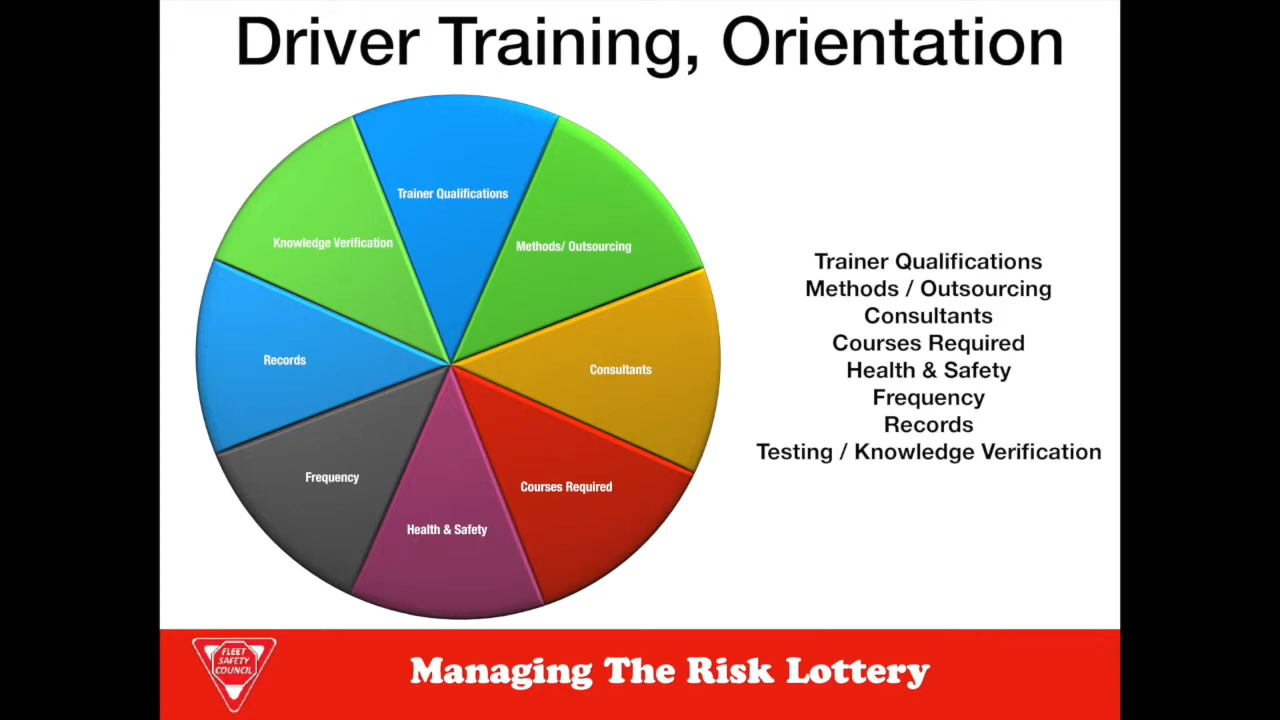 Driver Training, Orientation
Trainer Qualifications
Knowledge Verification
Methods/ Outsourcing
Records
Consultants
Frequency
Courses Required
Health & Safety
Trainer Qualifications
Methods / Outsourcing
Consultants
Courses Required
Health & Safety
Frequency
Records
Testing / Knowledge Verification
FLEET
SAFETY
COUNCIL
Managing The Risk Lottery